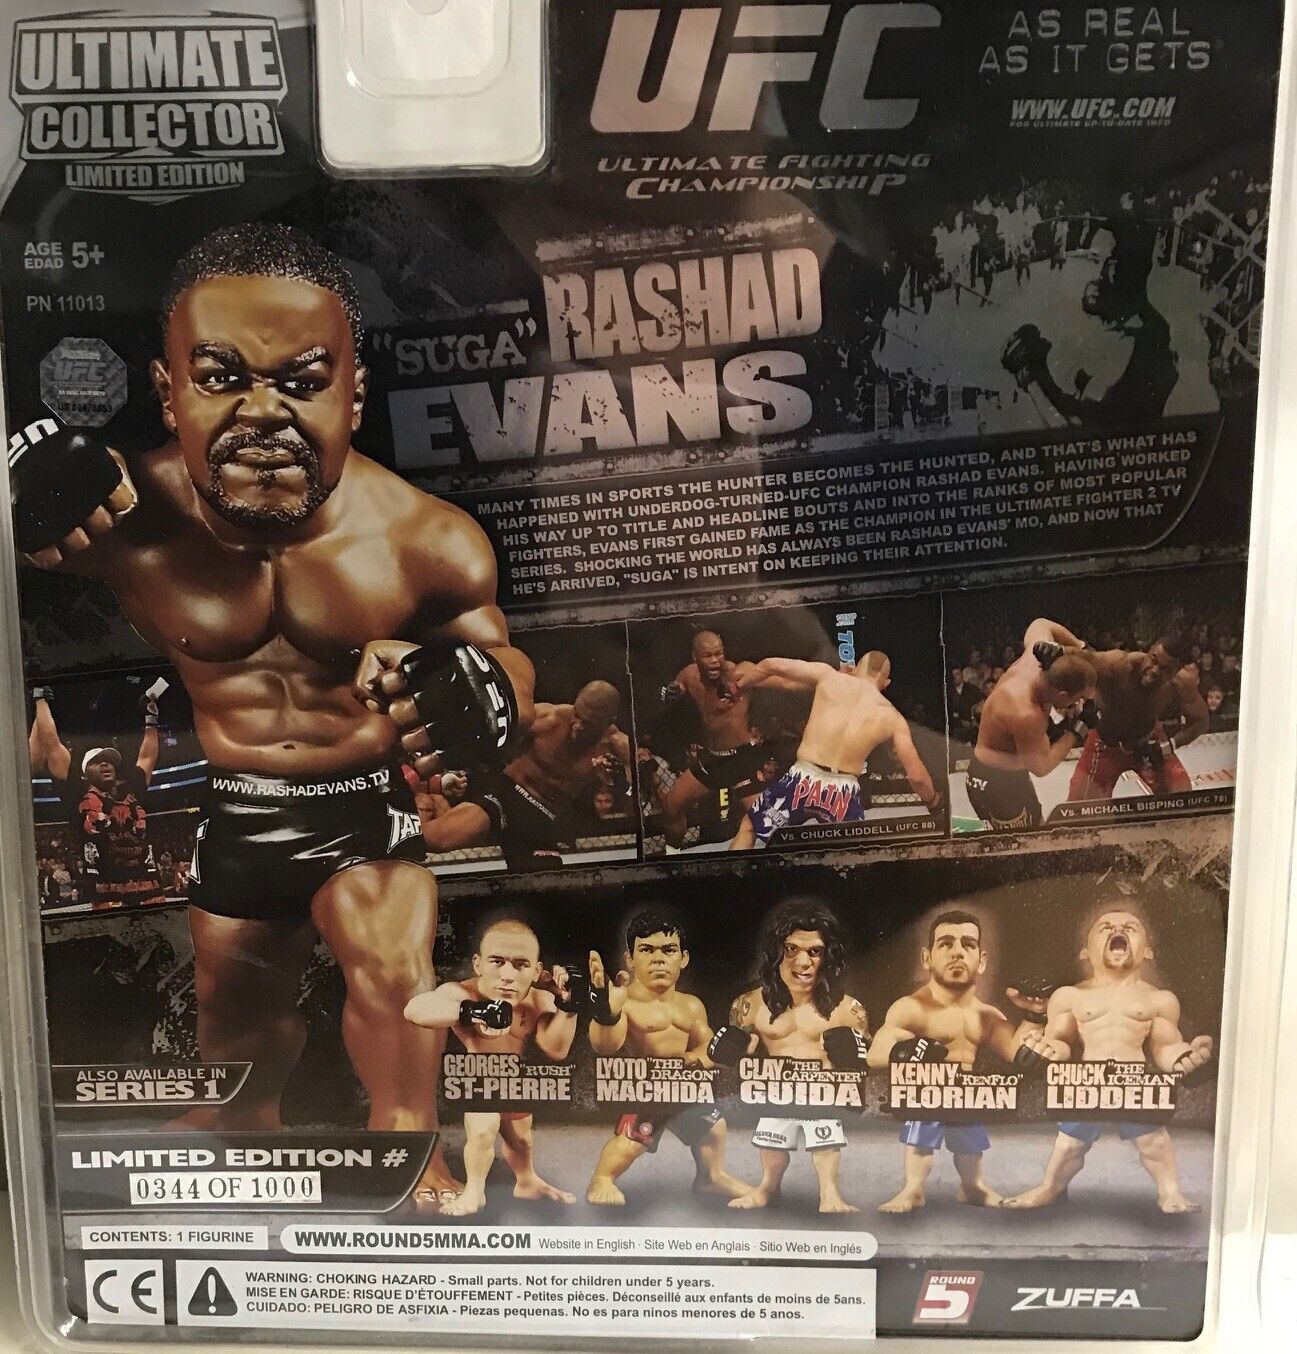 ULTIMATE
COLLECTOR
LIMITED EDITION
UFC
ULTIMATE FIGHTING
CHAMPIONSHIP
AS REAL
AS IT GETS
WWW.UFC.COM
FOR ULTIMATE UP-TO-DATE INFO
AGE
EDAD 5+
PN 11013
UFC
"SUGA" RASHAD
EVANS
MANY TIMES IN SPORTS THE HUNTER BECOMES THE HUNTED, AND THAT'S WHAT HAS
HAPPENED WITH UNDERDOG-TURNED-UFC CHAMPION RASHAD EVANS. HAVING WORKED
HIS WAY UP TO TITLE AND HEADLINE BOUTS AND INTO THE RANKS OF MOST POPULAR
FIGHTERS, EVANS FIRST GAINED FAME AS THE CHAMPION IN THE ULTIMATE FIGHTER 2 TV
SERIES. SHOCKING THE WORLD HAS ALWAYS BEEN RASHAD EVANS' MO, AND NOW THAT
HE'S ARRIVED, "SUGA" IS INTENT ON KEEPING THEIR ATTENTION.
WWW.RASHADEVANS.TV
TAP
PAIN
VS. CHUCK LIDDELL (UFC 88)
.TV
VS. MICHAEL BISPING (UFC 78)
ALSO AVAILABLE IN
SERIES 1
GEORGES "RUSH"
ST-PIERRE
LYOTO "THE DRAGON"
MACHIDA
CLAY "THE CARPENTER"
GUIDA
KENNY "KENFLO"
FLORIAN
CHUCK "THE ICEMAN"
LIDDELL
LIMITED EDITION #
0344 OF 1000
CONTENTS: 1 FIGURINE
WWW.ROUND5MMA.COM Website in English · Site Web en Anglais · Sitio Web en Inglés
CE
WARNING: CHOKING HAZARD - Small parts. Not for children under 5 years.
MISE EN GARDE: RISQUE D'ÉTOUFFEMENT - Petites pièces. Déconseillé aux enfants de moins de 5ans.
CUIDADO: PELIGRO DE ASFIXIA - Piezas pequenas. No es para ninos menores de 5 anos.
ROUND
5
ZUFFA